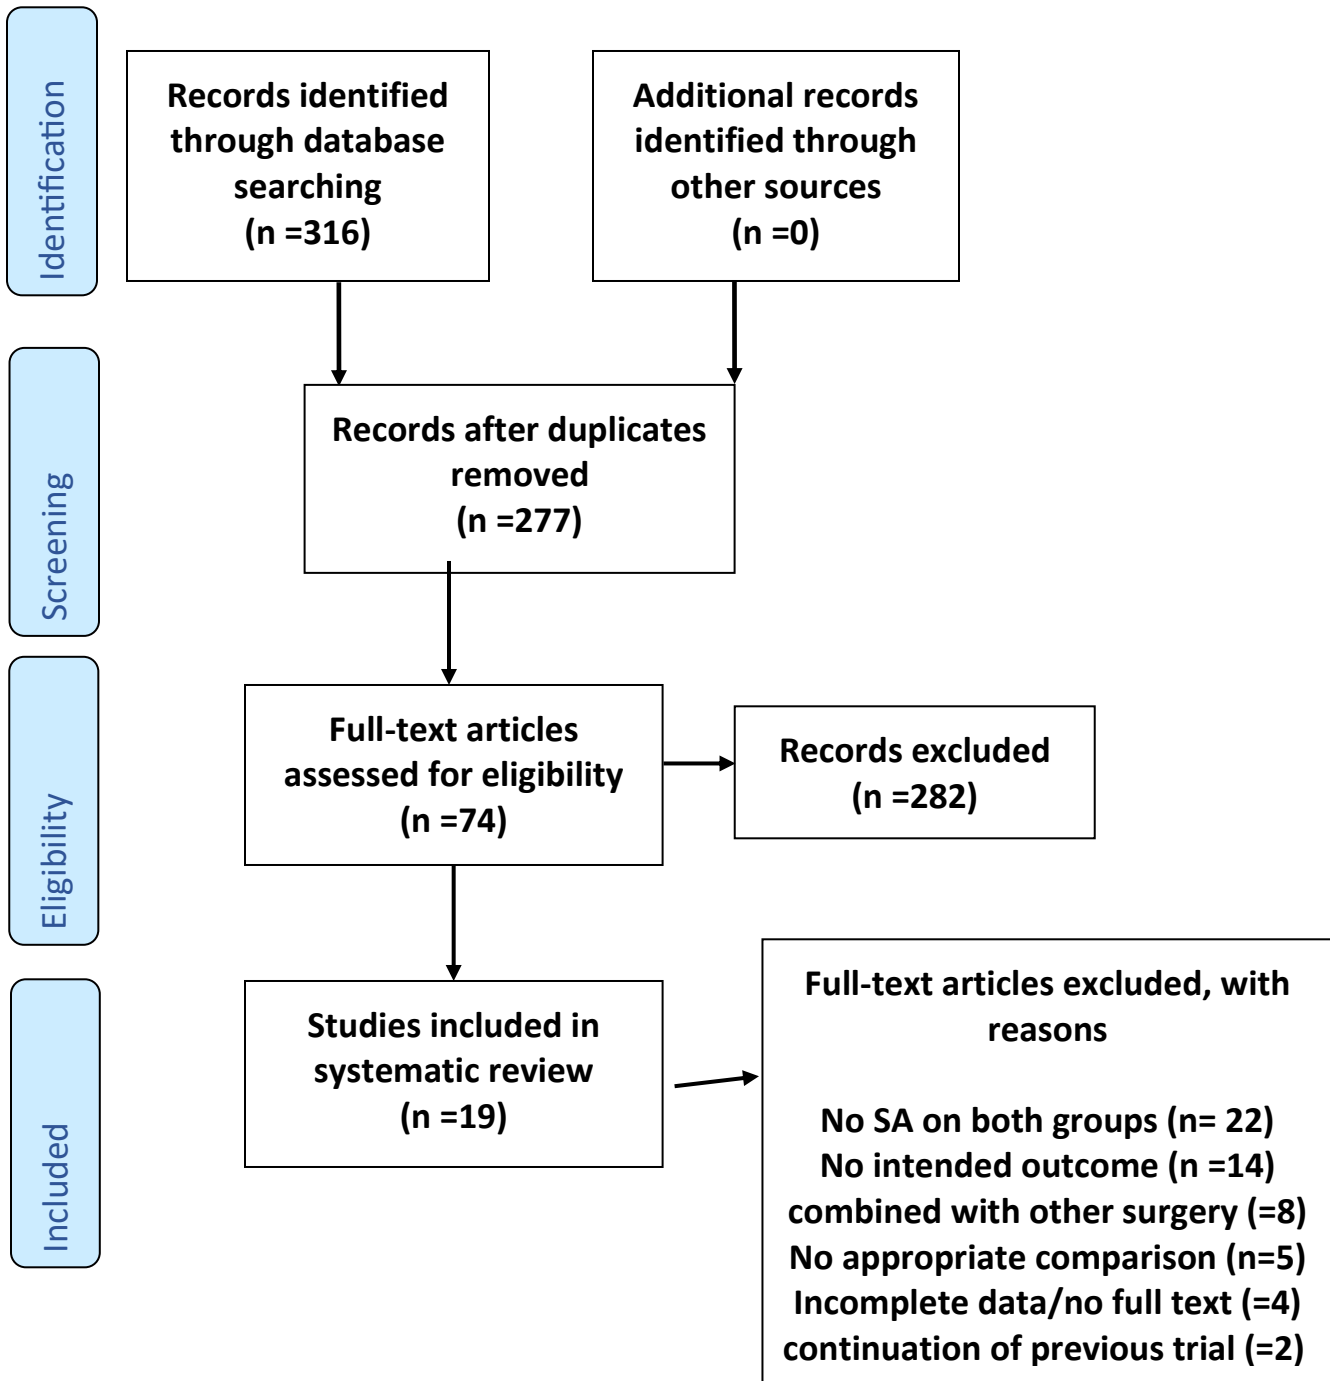 Identification
Records identified
through database
searching
(n =316)
Additional records
identified through
other sources
(n =0)
Screening
Records after duplicates
removed
(n =277)
Eligibility
Full-text articles
assessed for eligibility
(n =74)
Records excluded
(n =282)
Included
Studies included in
systematic review
(n =19)
Full-text articles excluded, with
reasons
No SA on both groups (n= 22)
No intended outcome (n =14)
combined with other surgery (=8)
No appropriate comparison (n=5)
Incomplete data/no full text (=4)
continuation of previous trial (=2)